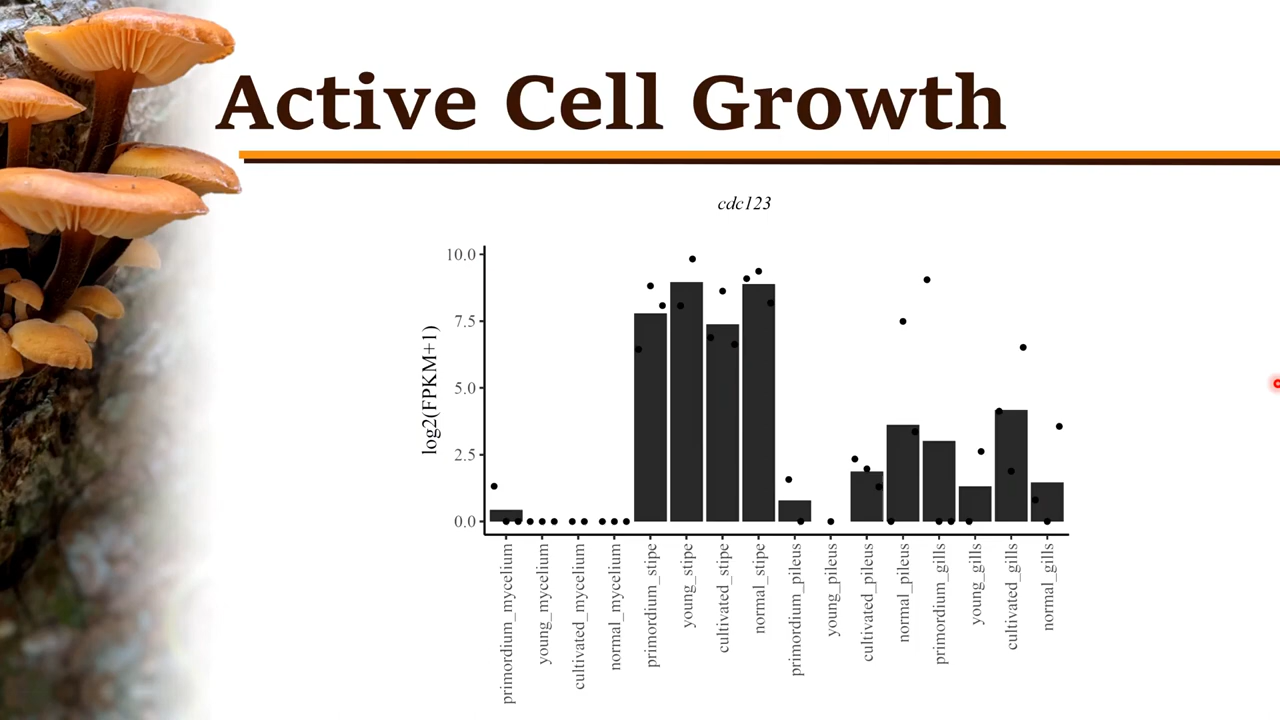 Active Cell Growth
cdc123
log2(FPKM+1)
10.0
7.5
5.0
2.5
0.0
primordium_mycelium
young_mycelium
cultivated_mycelium
normal_mycelium
primordium_stipe
young_stipe
cultivated_stipe
normal_stipe
primordium_pileus
young_pileus
cultivated_pileus
normal_pileus
primordium_gills
young_gills
cultivated_gills
normal_gills